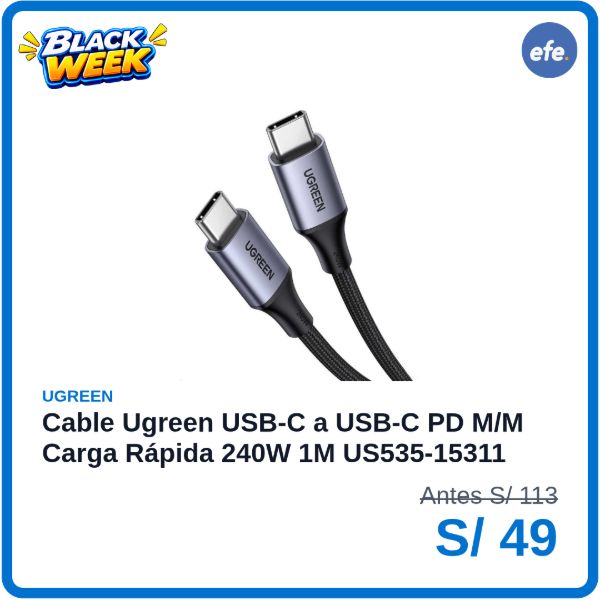 BLACK
WEEK
efe.
UGREEN
UGREEN
UGREEN
Cable Ugreen USB-C a USB-C PD M/M
Carga Rápida 240W 1M US535-15311
Antes S/ 113
S/ 49